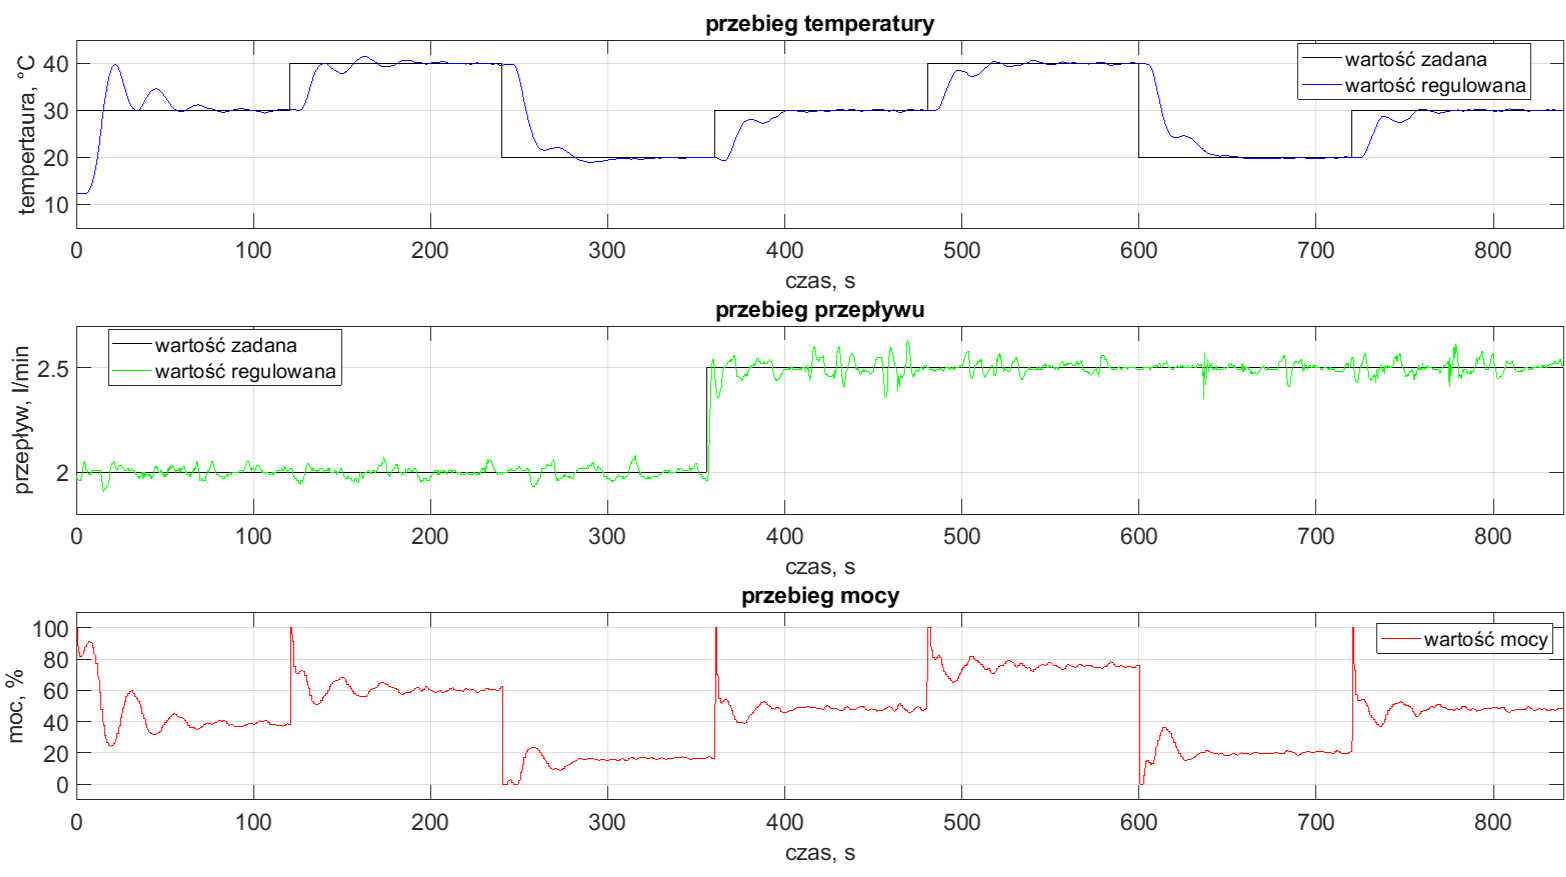 przebieg temperatury
tempertaura, °C
40
30
20
10
wartość zadana
wartość regulowana
0 100 200 300 400 500 600 700 800
czas, s
przebieg przepływu
przepływ, l/min
2.5
2
wartość zadana
wartość regulowana
0 100 200 300 400 500 600 700 800
czas, s
przebieg mocy
moc, %
100
80
60
40
20
0
wartość mocy
0 100 200 300 400 500 600 700 800
czas, s